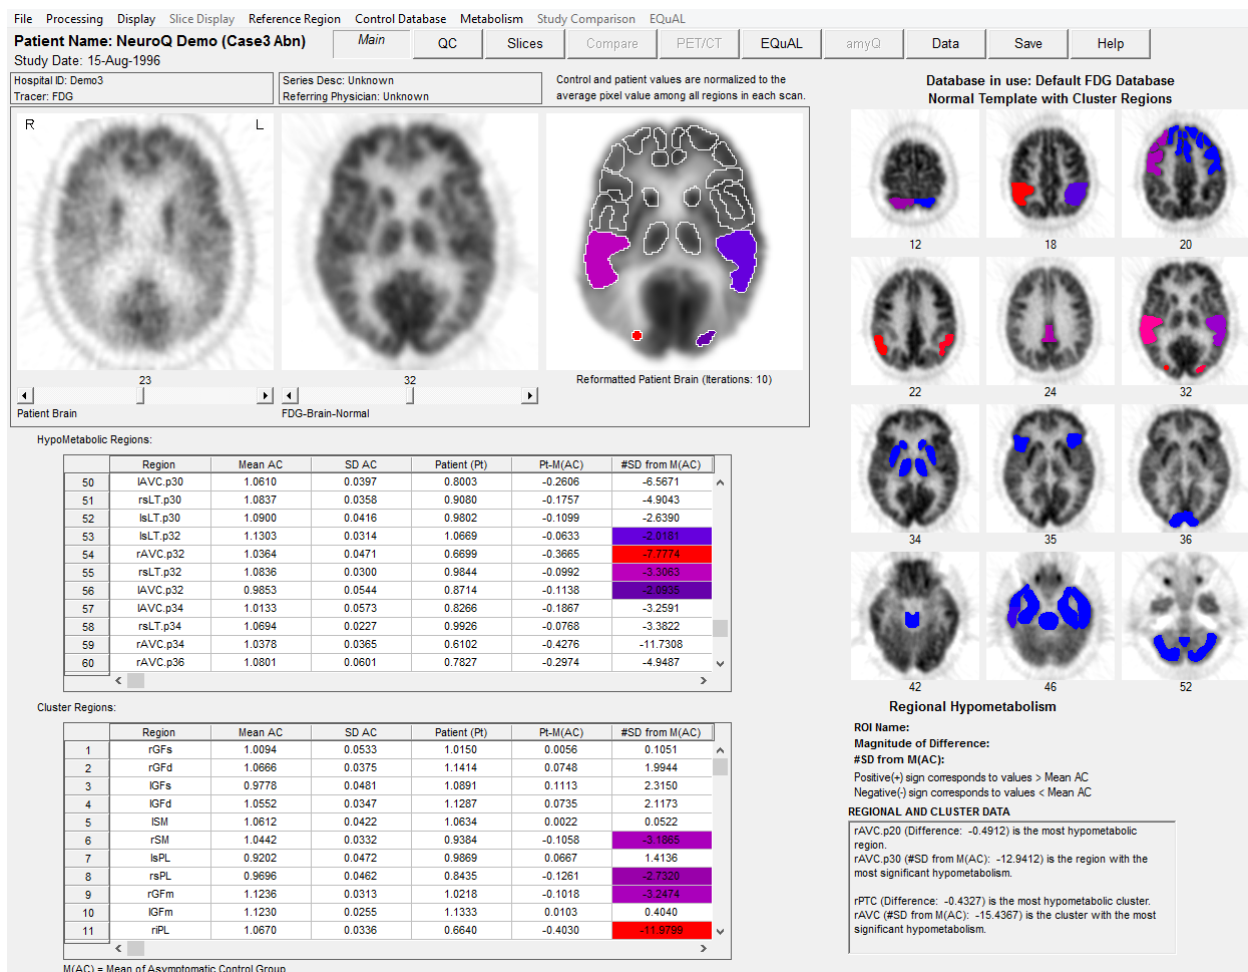 File Processing Display Slice Display Reference Region Control Database Metabolism Study Comparison EQuAL
Patient Name: NeuroQ Demo (Case3 Abn)
Study Date: 15-Aug-1996
Main QC Slices Compare PET/CT EQuAL amyQ Data Save Help
Hospital ID: Demo3
Tracer: FDG
Series Desc: Unknown
Referring Physician: Unknown
Control and patient values are normalized to the
average pixel value among all regions in each scan.
R L
23
Patient Brain
32
FDG-Brain-Normal
Reformatted Patient Brain (Iterations: 10)
Database in use: Default FDG Database
Normal Template with Cluster Regions
12 18 20
22 24 32
34 35 36
42 46 52
HypoMetabolic Regions:
Region Mean AC SD AC Patient (Pt) Pt-M(AC) #SD from M(AC)
50 lAVC.p30 1.0610 0.0397 0.8003 -0.2606 -6.5671
51 rsLT.p30 1.0837 0.0358 0.9080 -0.1757 -4.9043
52 lsLT.p30 1.0900 0.0416 0.9802 -0.1099 -2.6390
53 lsLT.p32 1.1303 0.0314 1.0669 -0.0633 -2.0181
54 rAVC.p32 1.0364 0.0471 0.6699 -0.3665 -7.7774
55 rsLT.p32 1.0836 0.0300 0.9844 -0.0992 -3.3063
56 lAVC.p32 0.9853 0.0544 0.8714 -0.1138 -2.0935
57 lAVC.p34 1.0133 0.0573 0.8266 -0.1867 -3.2591
58 rsLT.p34 1.0694 0.0227 0.9926 -0.0768 -3.3822
59 rAVC.p34 1.0378 0.0365 0.6102 -0.4276 -11.7308
60 rAVC.p36 1.0801 0.0601 0.7827 -0.2974 -4.9487
Cluster Regions:
Region Mean AC SD AC Patient (Pt) Pt-M(AC) #SD from M(AC)
1 rGFs 1.0094 0.0533 1.0150 0.0056 0.1051
2 rGFd 1.0666 0.0375 1.1414 0.0748 1.9944
3 lGFs 0.9778 0.0481 1.0891 0.1113 2.3150
4 lGFd 1.0552 0.0347 1.1287 0.0735 2.1173
5 lSM 1.0612 0.0422 1.0634 0.0022 0.0522
6 rSM 1.0442 0.0332 0.9384 -0.1058 -3.1865
7 lsPL 0.9202 0.0472 0.9869 0.0667 1.4136
8 rsPL 0.9696 0.0462 0.8435 -0.1261 -2.7320
9 rGFm 1.1236 0.0313 1.0218 -0.1018 -3.2474
10 lGFm 1.1230 0.0255 1.1333 0.0103 0.4040
11 riPL 1.0670 0.0336 0.6640 -0.4030 -11.9799
M(AC) = Mean of Asymptomatic Control Group
Regional Hypometabolism
ROI Name:
Magnitude of Difference:
#SD from M(AC):
Positive(+) sign corresponds to values > Mean AC
Negative(-) sign corresponds to values < Mean AC
REGIONAL AND CLUSTER DATA
rAVC.p20 (Difference: -0.4912) is the most hypometabolic
region.
rAVC.p30 (#SD from M(AC): -12.9412) is the region with the
most significant hypometabolism.
rPTC (Difference: -0.4327) is the most hypometabolic cluster.
rAVC (#SD from M(AC): -15.4367) is the cluster with the most
significant hypometabolism.